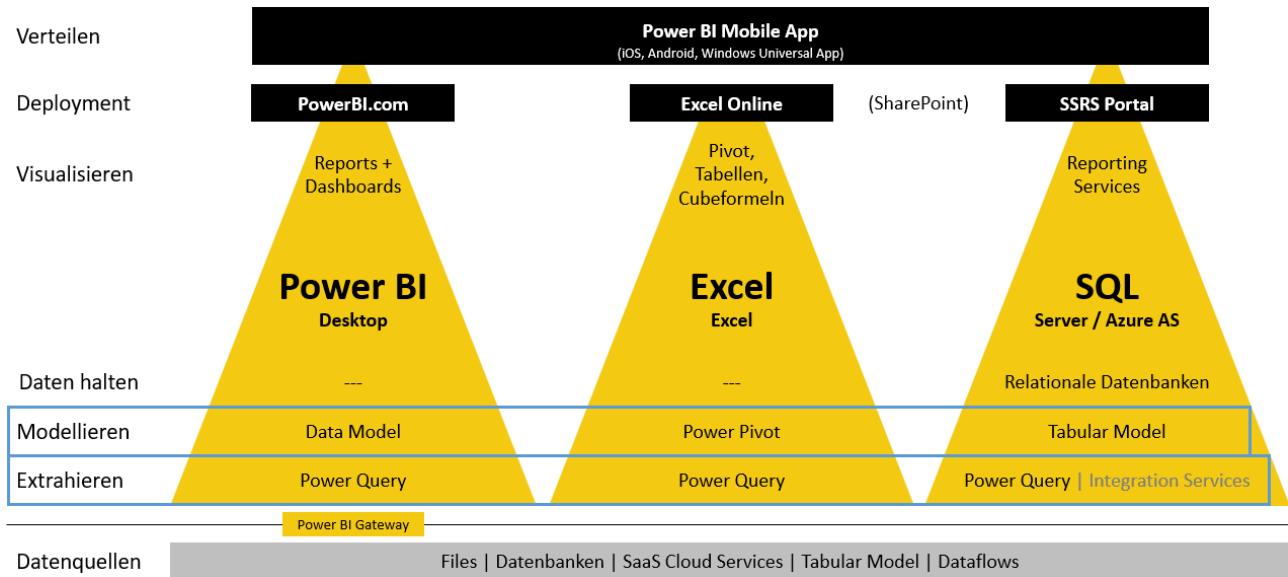 Verteilen
Power BI Mobile App
(iOS, Android, Windows Universal App)
Deployment
PowerBI.com
Excel Online
(SharePoint)
SSRS Portal
Visualisieren
Reports +
Dashboards
Pivot,
Tabellen,
Cubeformeln
Reporting
Services
Power BI
Desktop
Excel
Excel
SQL
Server / Azure AS
Daten halten
---
---
Relationale Datenbanken
Modellieren
Data Model
Power Pivot
Tabular Model
Extrahieren
Power Query
Power Query
Power Query | Integration Services
Power BI Gateway
Datenquellen
Files | Datenbanken | SaaS Cloud Services | Tabular Model | Dataflows